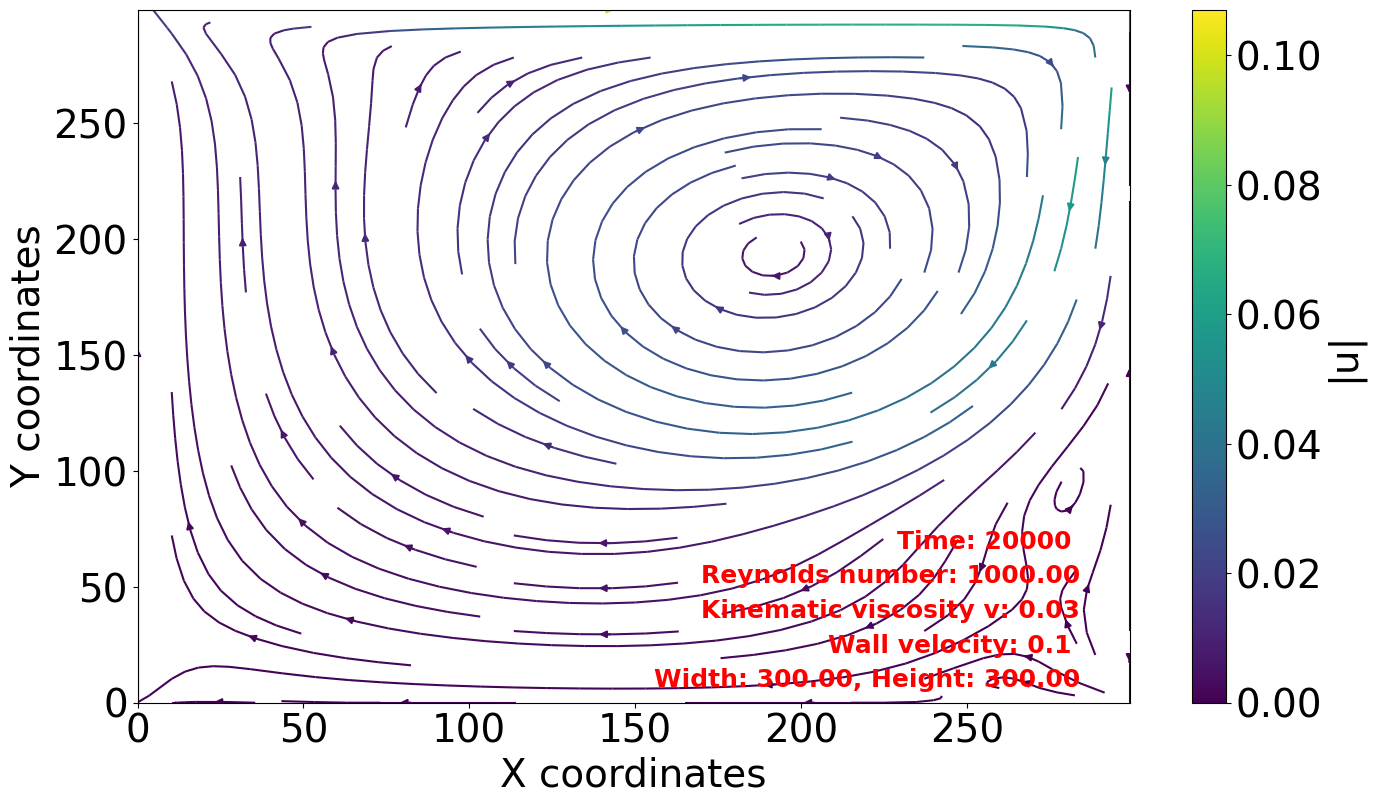 0.10
0.08
0.06
0.04
0.02
0.00
|u|
250
200
150
100
50
0
Y coordinates
0
50
100
150
200
250
X coordinates
Time: 20000
Reynolds number: 1000.00
Kinematic viscosity v: 0.03
Wall velocity: 0.1
Width: 300.00, Height: 300.00